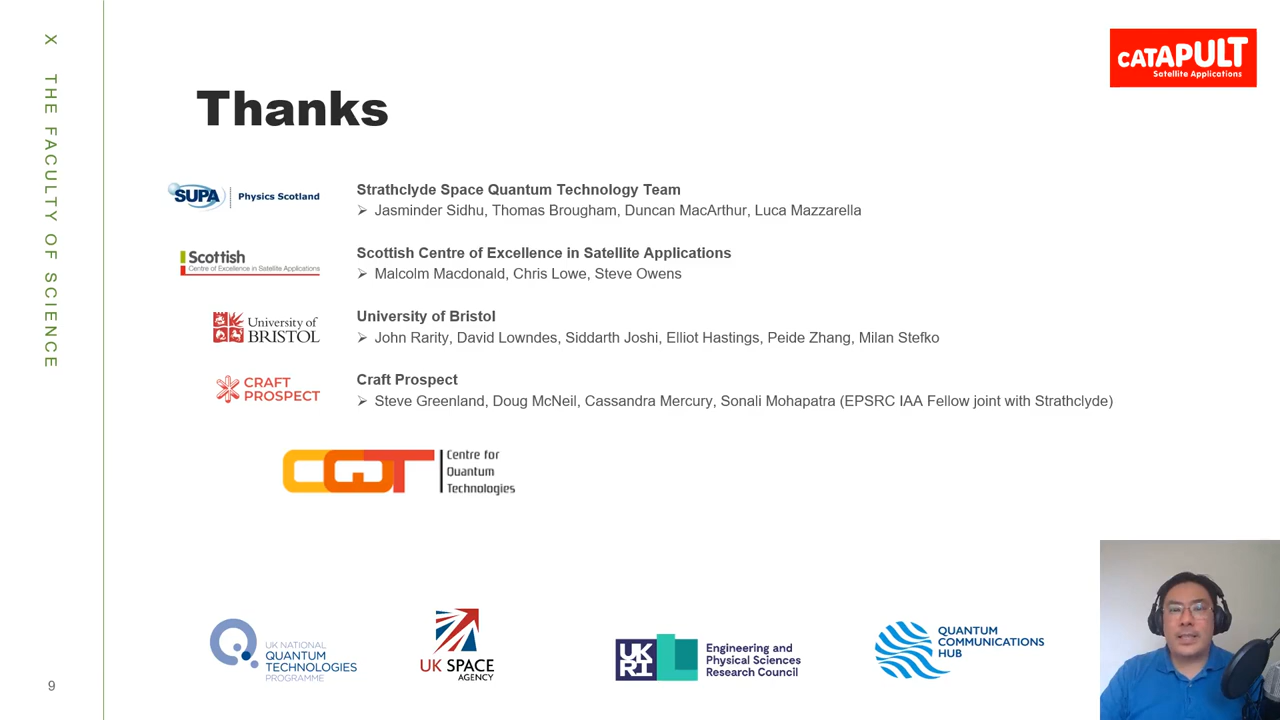 X THE FACULTY OF SCIENCE
CATAPULT
Satellite Applications
Thanks
SUPA Physics Scotland
Strathclyde Space Quantum Technology Team
➢ Jasminder Sidhu, Thomas Brougham, Duncan MacArthur, Luca Mazzarella
Scottish
Centre of Excellence in Satellite Applications
Scottish Centre of Excellence in Satellite Applications
➢ Malcolm Macdonald, Chris Lowe, Steve Owens
University of
BRISTOL
University of Bristol
➢ John Rarity, David Lowndes, Siddarth Joshi, Elliot Hastings, Peide Zhang, Milan Stefko
CRAFT
PROSPECT
Craft Prospect
➢ Steve Greenland, Doug McNeil, Cassandra Mercury, Sonali Mohapatra (EPSRC IAA Fellow joint with Strathclyde)
CQT
Centre for
Quantum
Technologies
UK NATIONAL
QUANTUM
TECHNOLOGIES
PROGRAMME
UK SPACE
AGENCY
UK
RI
Engineering and
Physical Sciences
Research Council
QUANTUM
COMMUNICATIONS
HUB
9